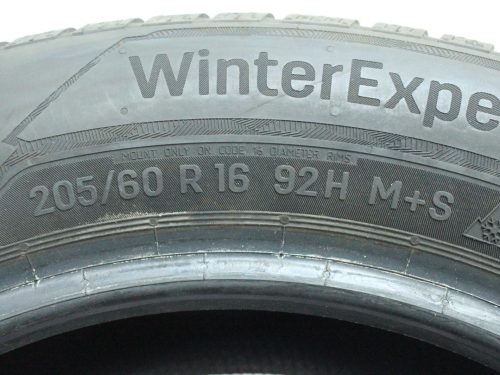 WinterExpe
MOUNT ONLY ON CODE 16 DIAMETER RIMS
205/60 R 16 92H M+S